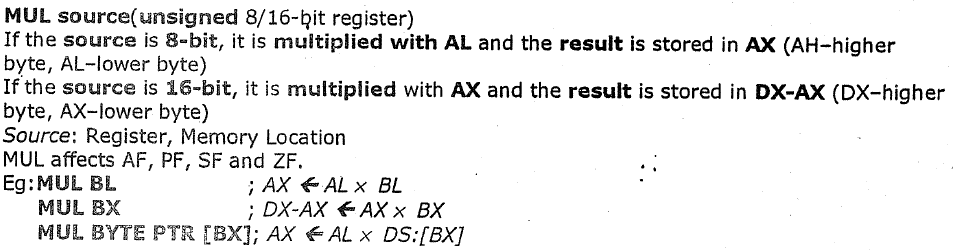 MUL source(unsigned 8/16-bit register)
If the source is 8-bit, it is multiplied with AL and the result is stored in AX (AH–higher
byte, AL–lower byte)
If the source is 16-bit, it is multiplied with AX and the result is stored in DX-AX (DX–higher
byte, AX–lower byte)
Source: Register, Memory Location
MUL affects AF, PF, SF and ZF.
Eg:MUL BL ; AX ← AL × BL
MUL BX ; DX-AX ← AX × BX
MUL BYTE PTR [BX]; AX ← AL × DS:[BX]